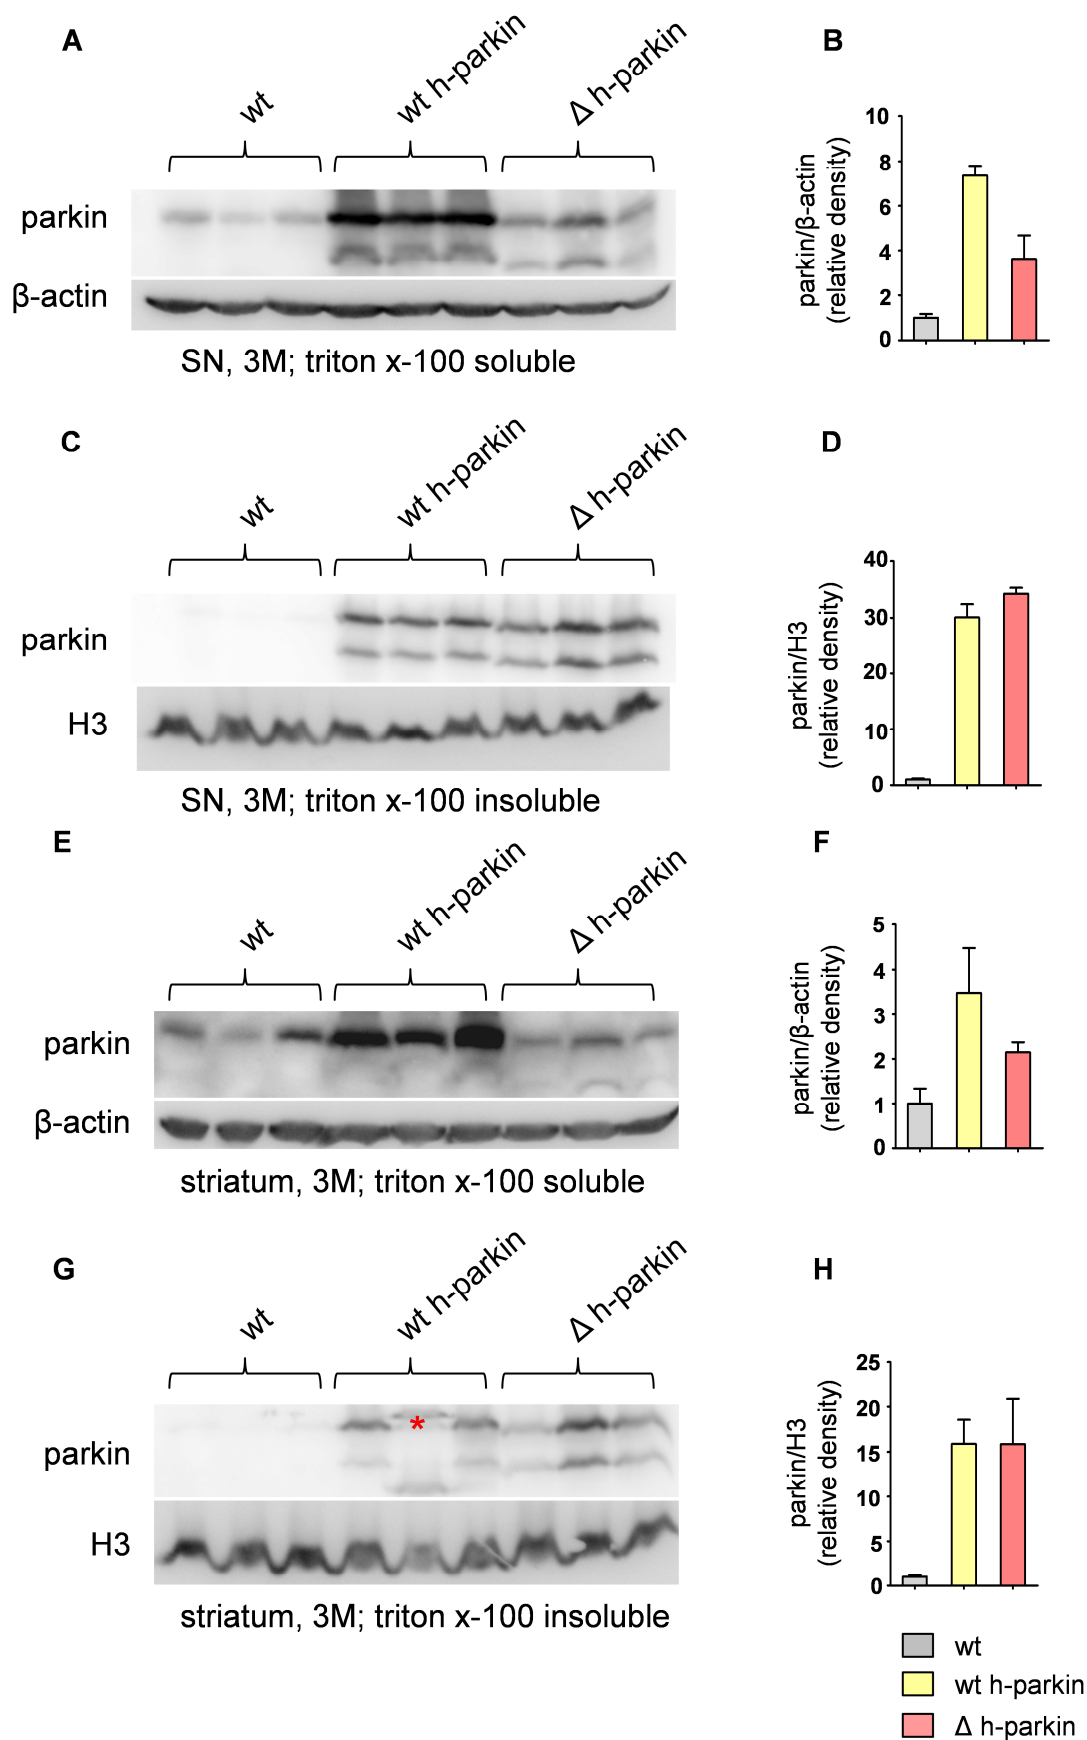 A
wt
wt h-parkin
Δ h-parkin
parkin
β-actin
SN, 3M; triton x-100 soluble
B
parkin/β-actin
(relative density)
10
8
6
4
2
0
C
wt
wt h-parkin
Δ h-parkin
parkin
H3
SN, 3M; triton x-100 insoluble
D
parkin/H3
(relative density)
40
30
20
10
0
E
wt
wt h-parkin
Δ h-parkin
parkin
β-actin
striatum, 3M; triton x-100 soluble
F
parkin/β-actin
(relative density)
5
4
3
2
1
0
G
wt
wt h-parkin
Δ h-parkin
*
parkin
H3
striatum, 3M; triton x-100 insoluble
H
parkin/H3
(relative density)
25
20
15
10
5
0
wt
wt h-parkin
Δ h-parkin